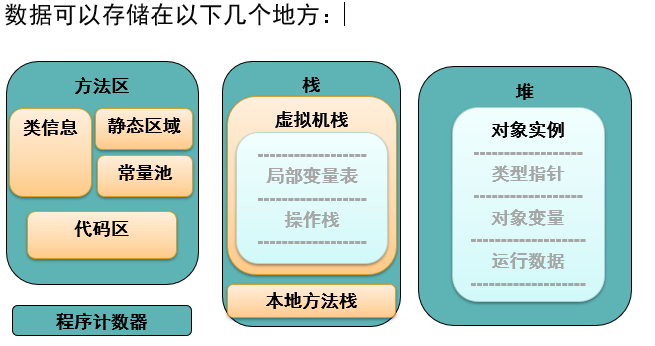 数据可以存储在以下几个地方：
方法区
类信息
静态区域
常量池
代码区
程序计数器
栈
虚拟机栈
局部变量表
操作栈
本地方法栈
堆
对象实例
类型指针
对象变量
运行数据